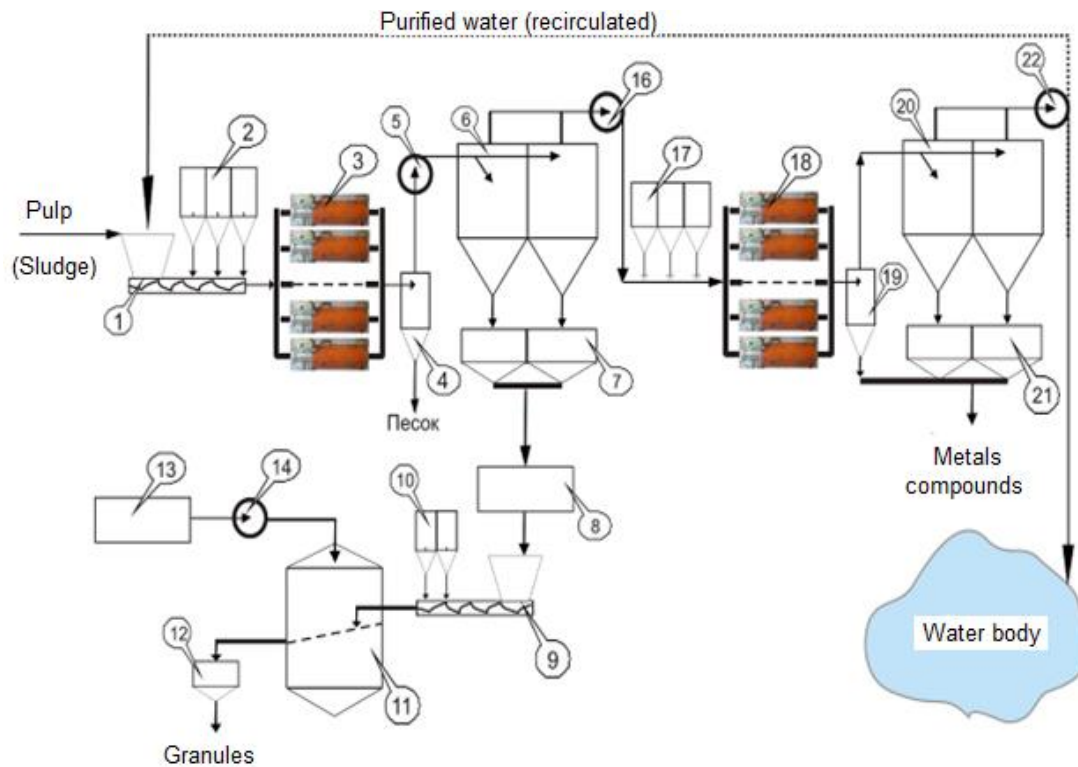 Purified water (recirculated)
22
16
20
5
6
2
17
3
18
Pulp
(Sludge)
1
19
4
7
21
Песок
Metals
compounds
13
14
10
8
Water body
12
9
11
Granules